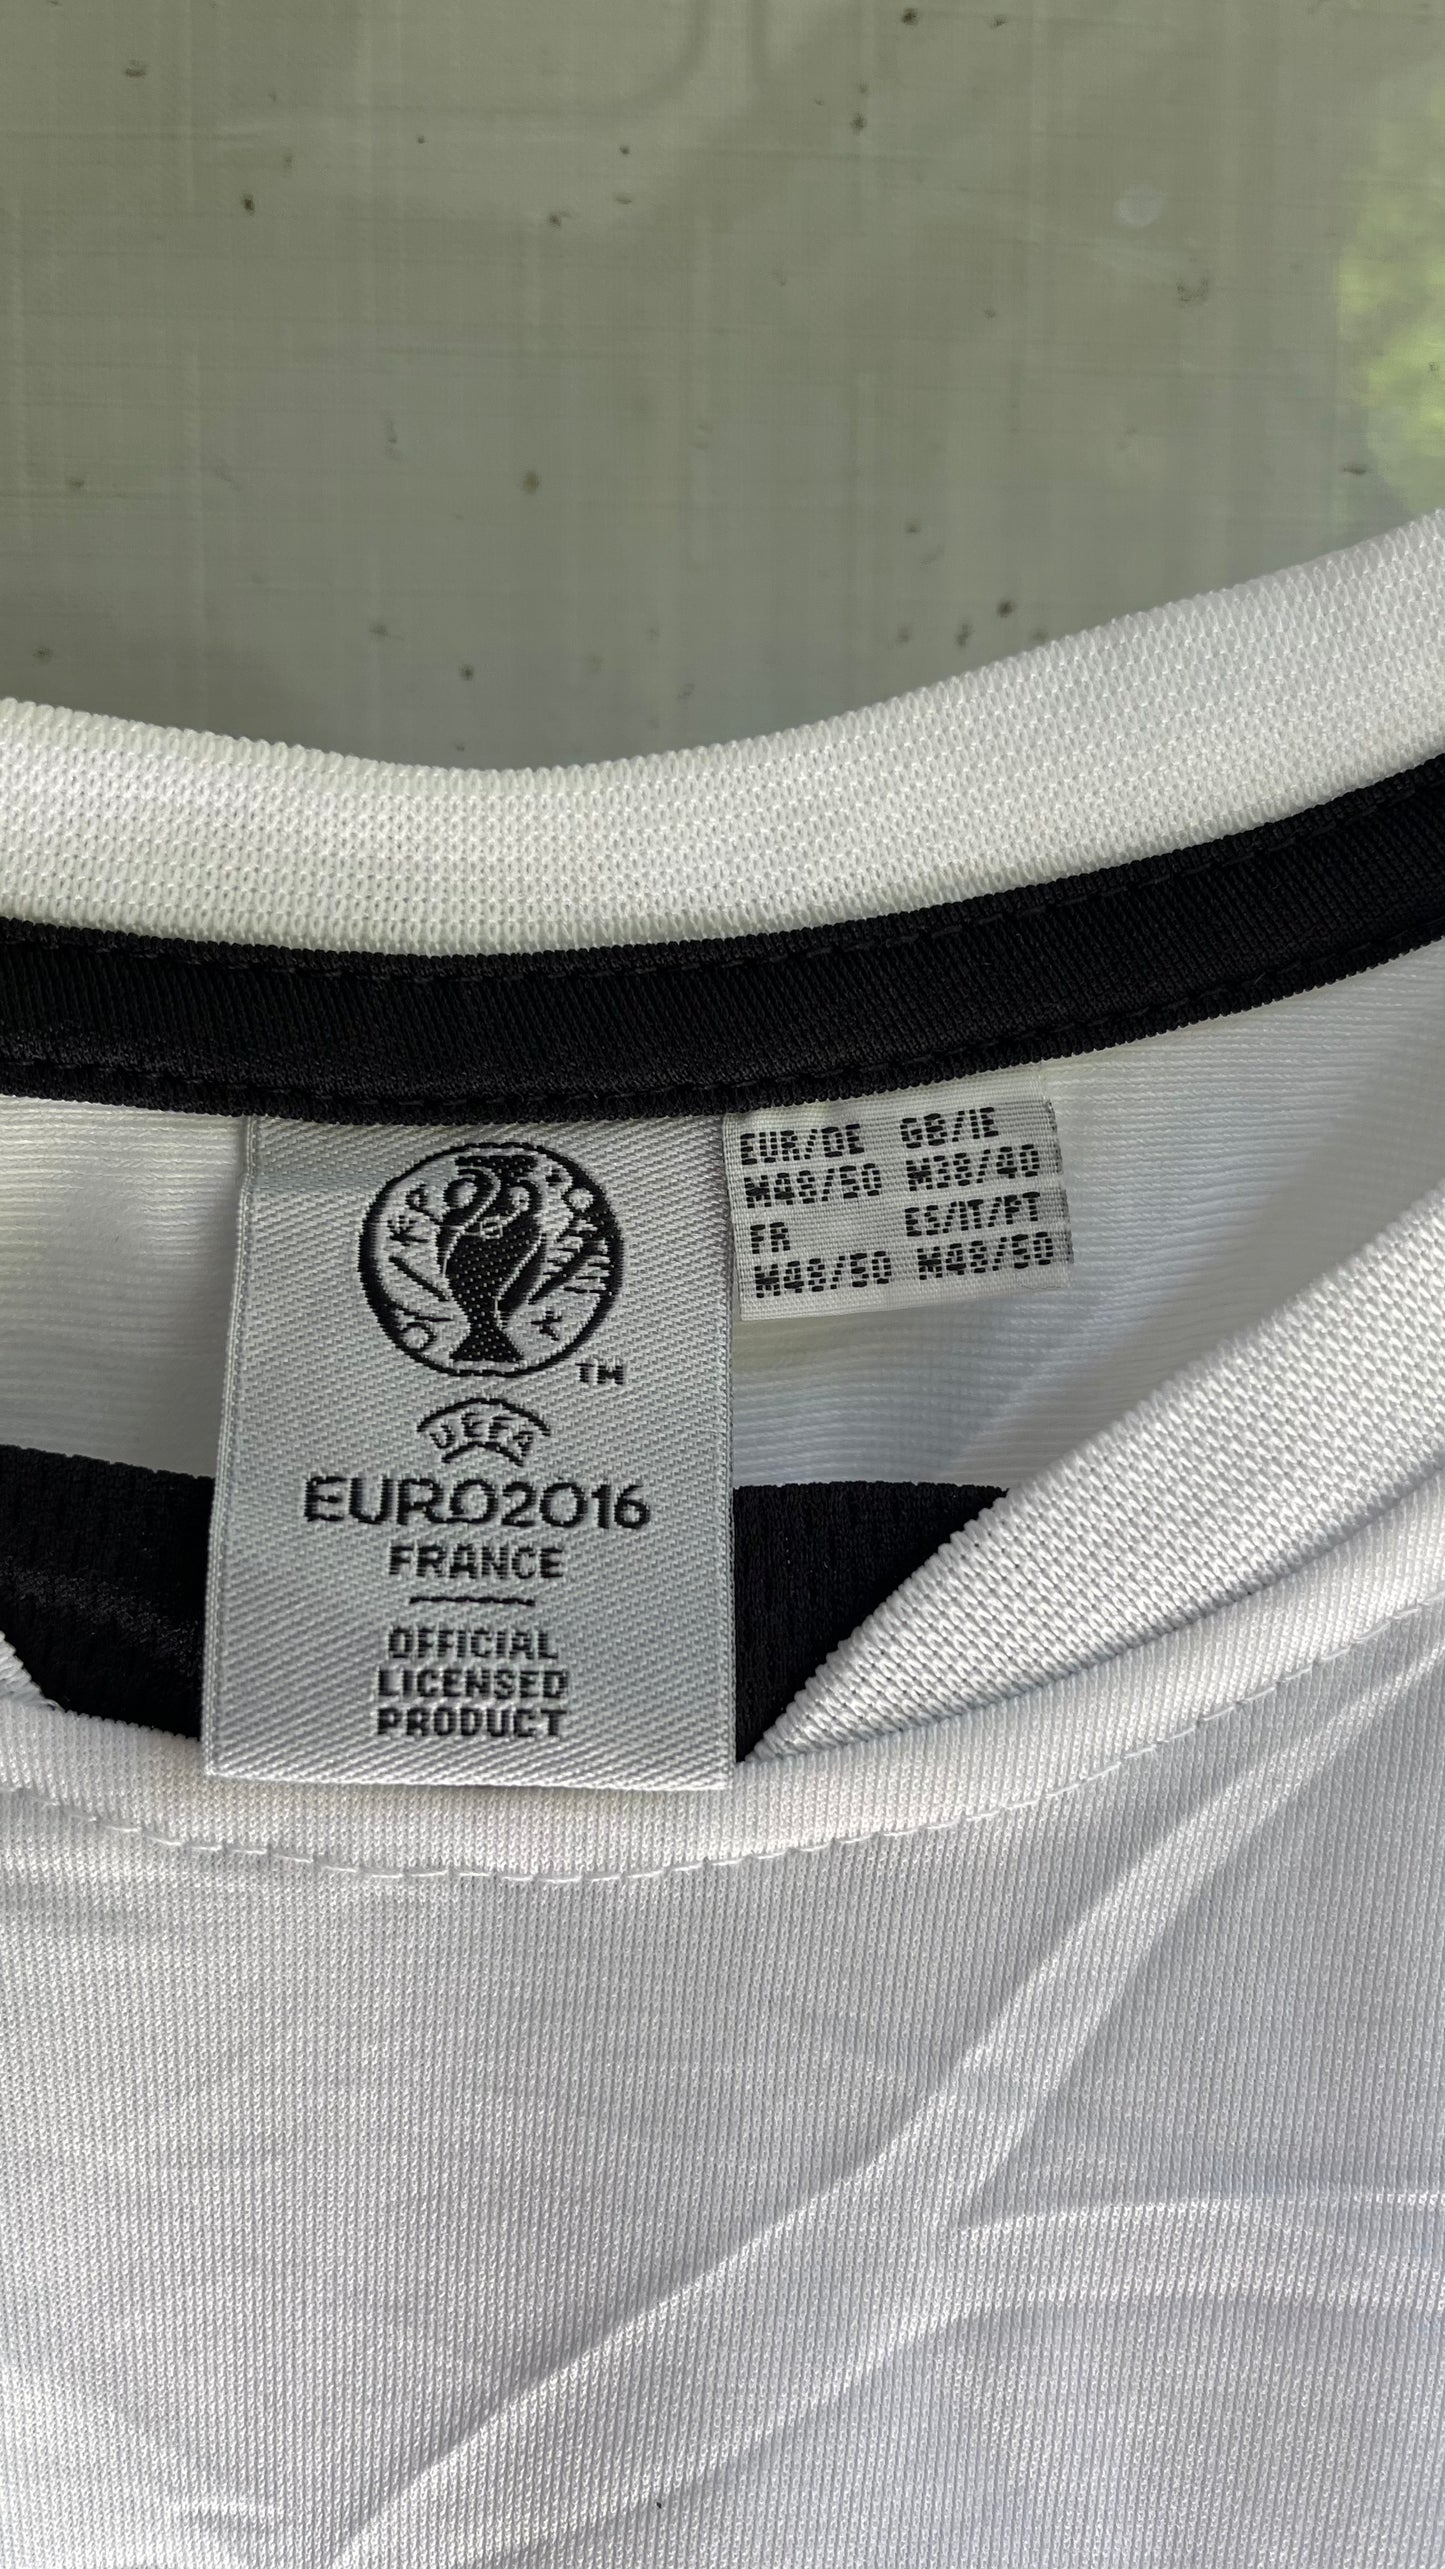 TM
UEFA
EURO2016
FRANCE
OFFICIAL
LICENSED
PRODUCT
EUR/DE GB/IE
M48/50 M38/40
FR ES/IT/PT
M48/50 M48/50